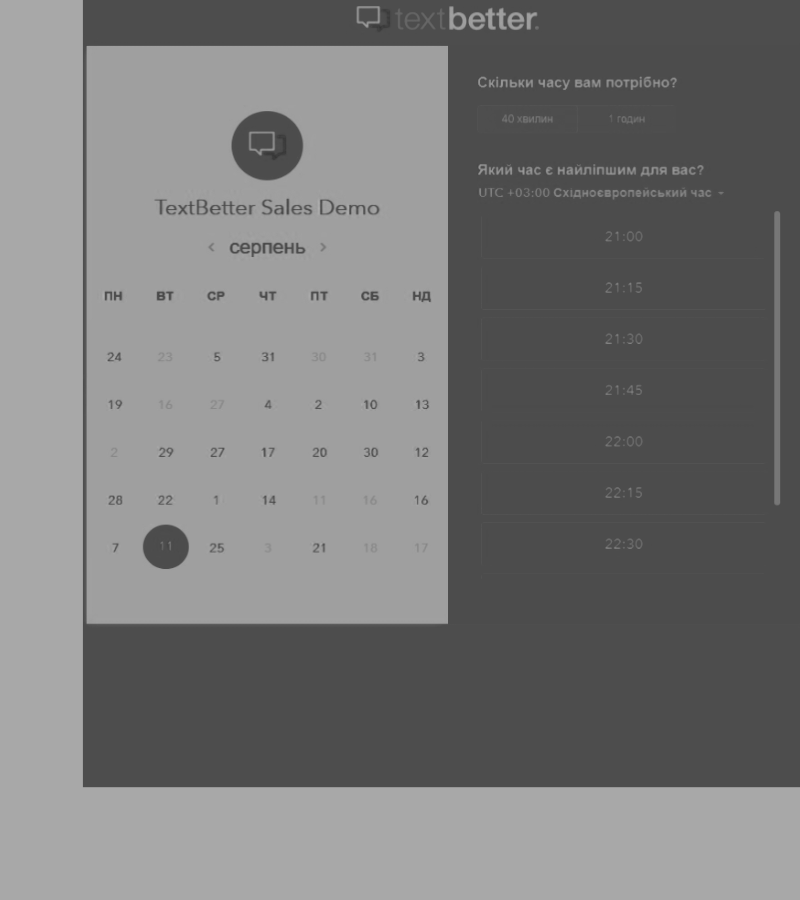 textbetter.
TextBetter Sales Demo
серпень
ПН ВТ СР ЧТ ПТ СБ НД
24 23 5 31 30 31 3
19 16 27 4 2 10 13
2 29 27 17 20 30 12
28 22 1 14 11 16 16
7 11 25 3 21 18 17
Скільки часу вам потрібно?
40 хвилин 1 годин
Який час є найліпшим для вас?
UTC +03:00 Східноєвропейський час
21:00
21:15
21:30
21:45
22:00
22:15
22:30